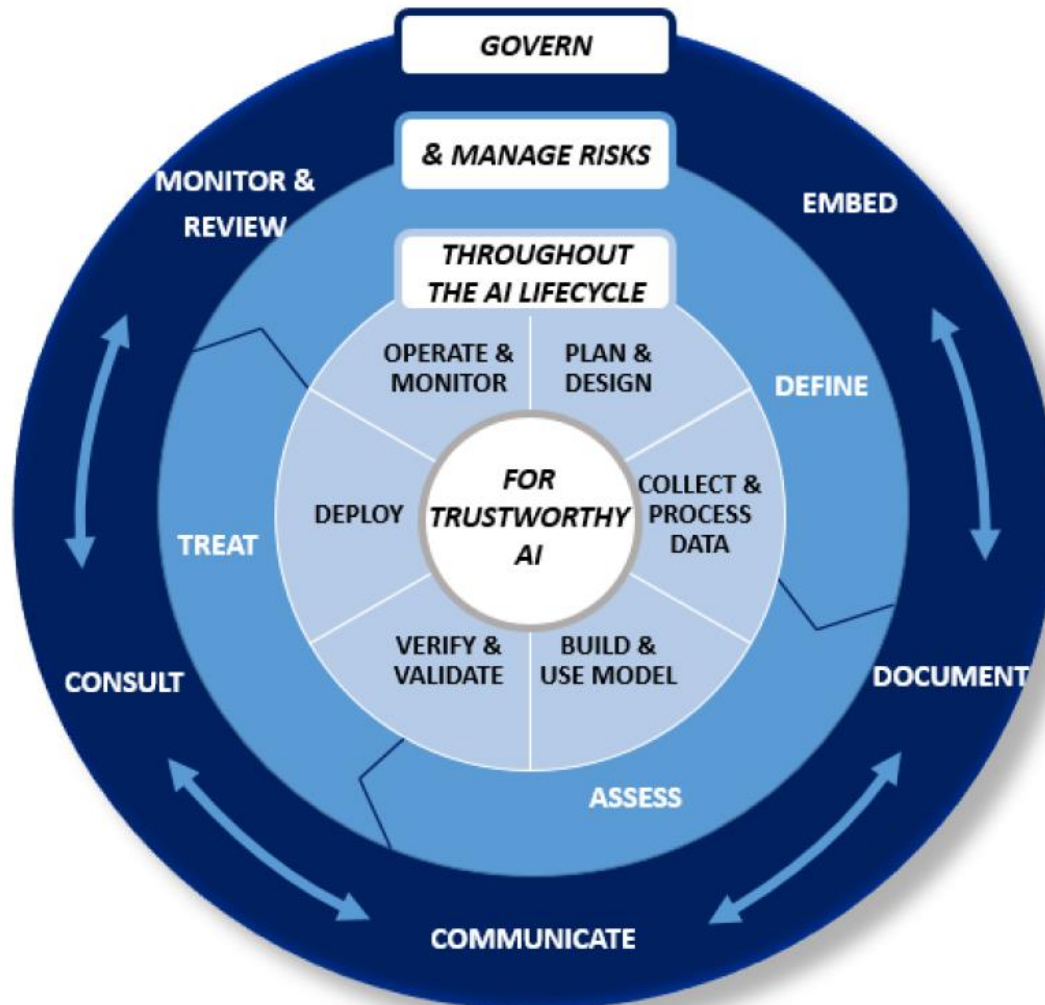 GOVERN
& MANAGE RISKS
THROUGHOUT
THE AI LIFECYCLE
FOR
TRUSTWORTHY
AI
MONITOR &
REVIEW
EMBED
DOCUMENT
COMMUNICATE
CONSULT
DEFINE
ASSESS
TREAT
PLAN &
DESIGN
COLLECT &
PROCESS
DATA
BUILD &
USE MODEL
VERIFY &
VALIDATE
DEPLOY
OPERATE &
MONITOR